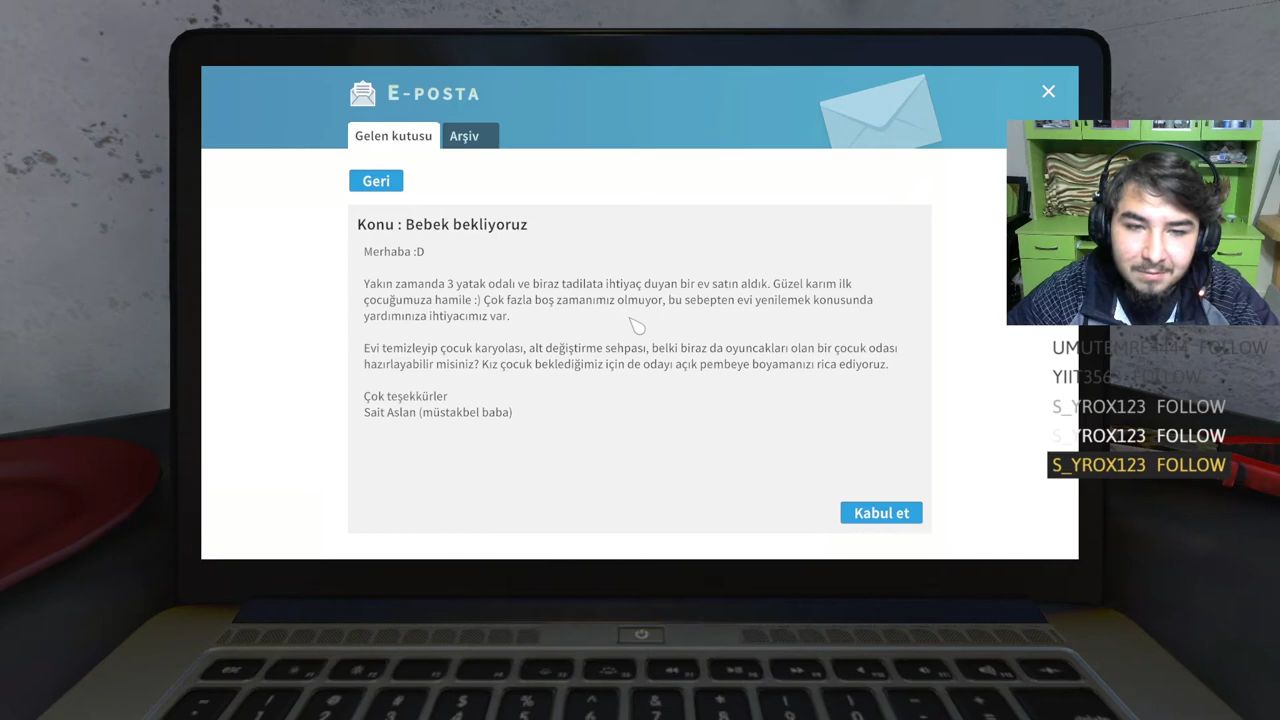 E-POSTA
Gelen kutusu
Arşiv
Geri
Konu : Bebek bekliyoruz
Merhaba :D
Yakın zamanda 3 yatak odalı ve biraz tadilata ihtiyaç duyan bir ev satın aldık. Güzel karım ilk
çocuğumuza hamile :) Çok fazla boş zamanımız olmuyor, bu sebepten evi yenilemek konusunda
yardımınıza ihtiyacımız var.
Evi temizleyip çocuk karyolası, alt değiştirme sehpası, belki biraz da oyuncakları olan bir çocuk odası
hazırlayabilir misiniz? Kız çocuk beklediğimiz için de odayı açık pembeye boyamanızı rica ediyoruz.
Çok teşekkürler
Sait Aslan (müstakbel baba)
Kabul et
FOLLOW
FOLLOW
S_YROX123 FOLLOW
S_YROX123 FOLLOW
S_YROX123 FOLLOW
esc